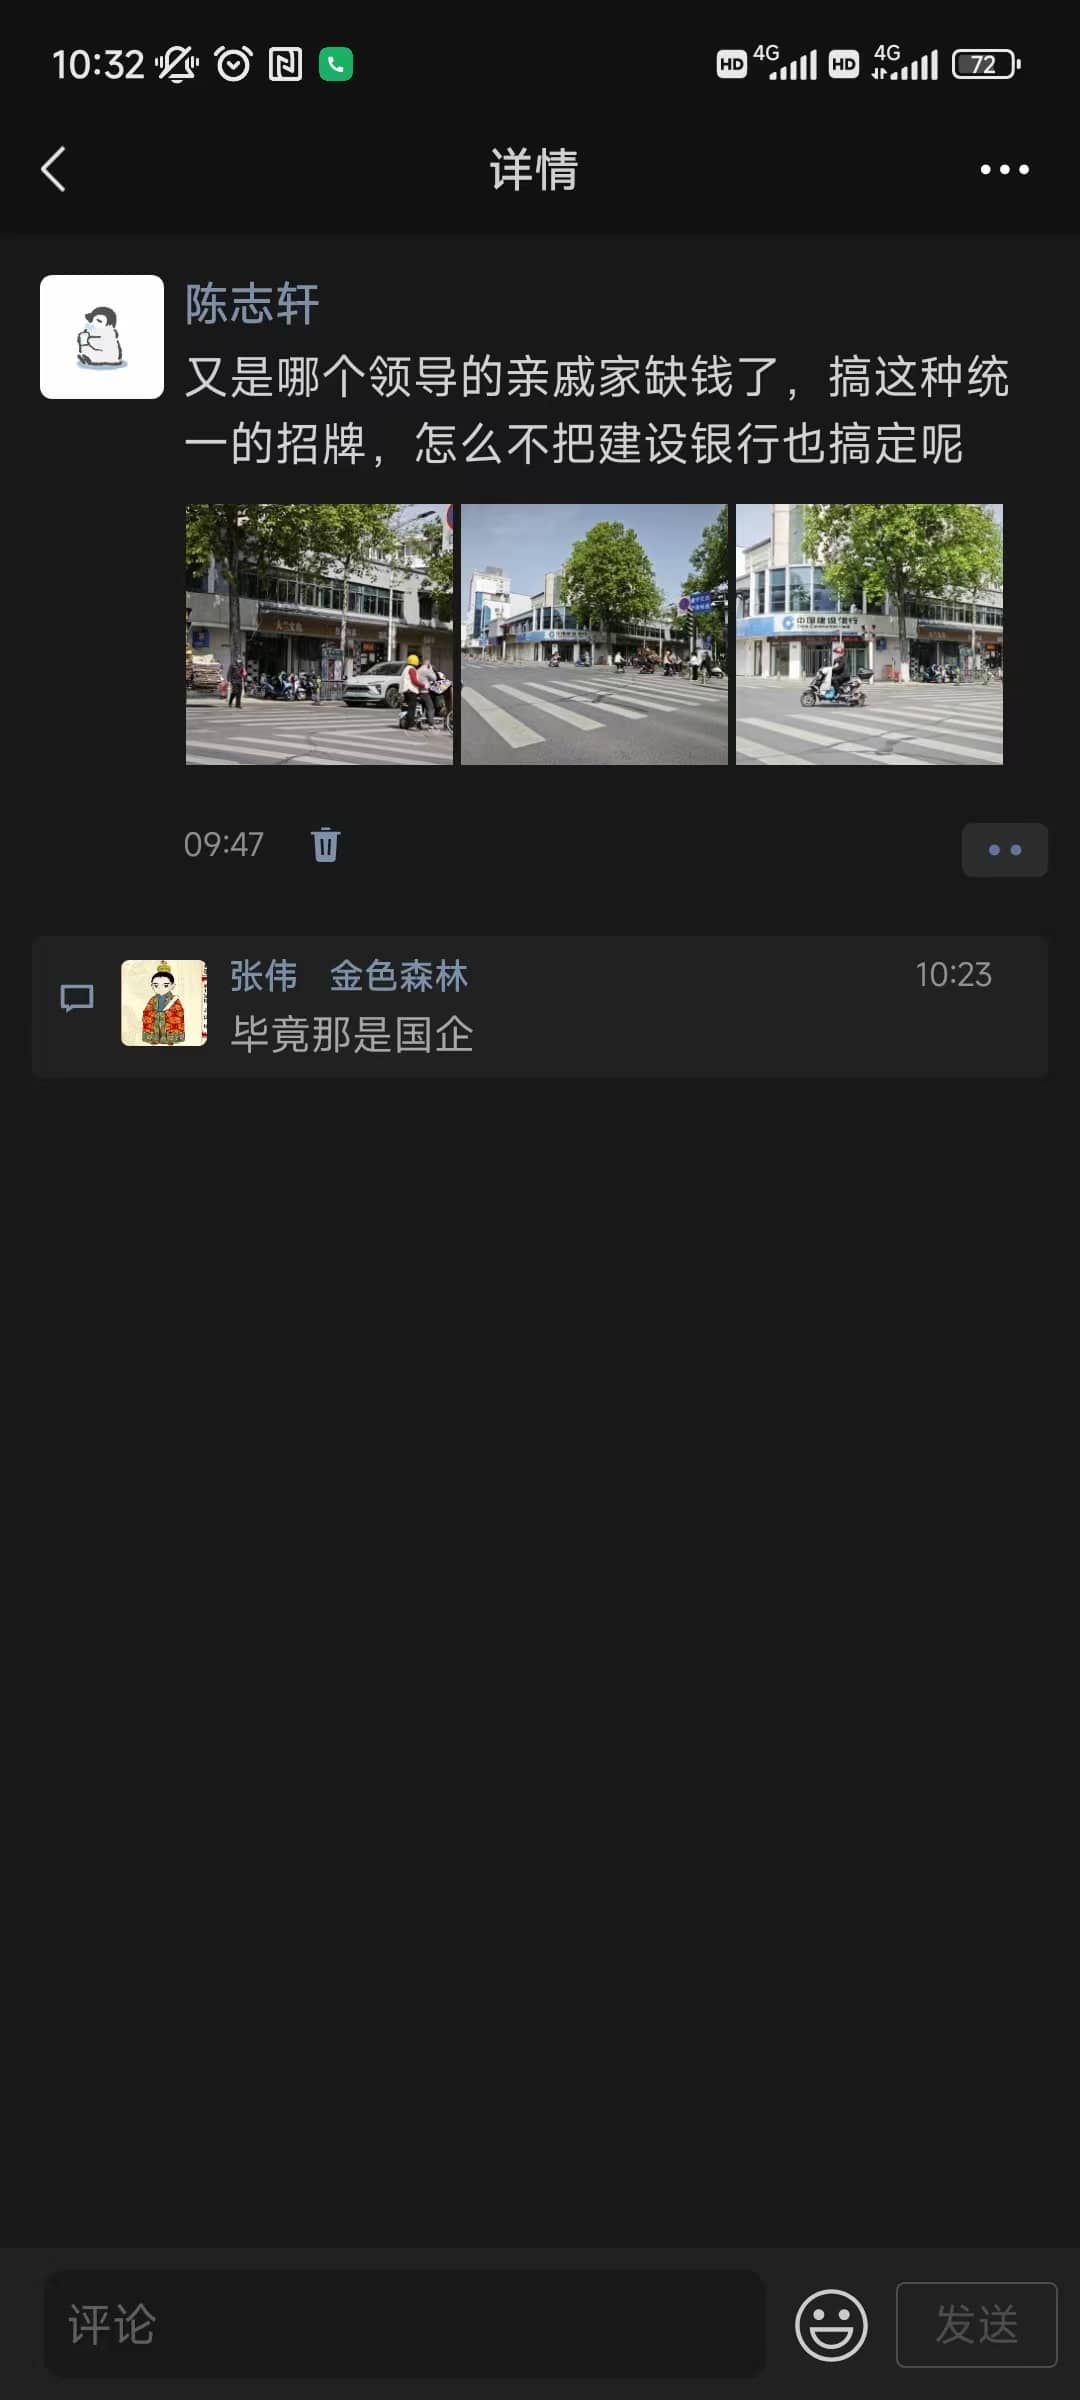 10:32
HD 4G HD 4G 72
详情
陈志轩
又是哪个领导的亲戚家缺钱了，搞这种统
一的招牌，怎么不把建设银行也搞定呢
中国建设银行
09:47
张伟 金色森林 10:23
毕竟那是国企
评论
发送